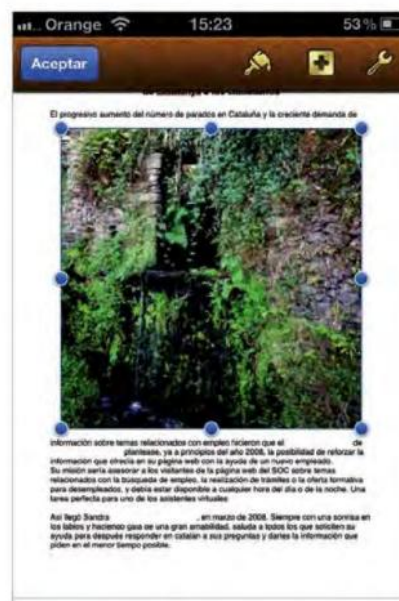 Orange 15:23 53 %
Aceptar
de Catalunya a los ciudadanos
El progresivo aumento del número de parados en Cataluña y la creciente demanda de
información sobre temas relacionados con empleo hicieron que el de
plantease, ya a principios del año 2008, la posibilidad de reforzar la
información que ofrecía en su página web con la ayuda de un nuevo empleado.
Su misión sería asesorar a los visitantes de la página web del SOC sobre temas
relacionados con la búsqueda de empleo, la realización de trámites o la oferta formativa
para desempleados, y debía estar disponible a cualquier hora del día o de la noche. Una
tarea perfecta para uno de los asistentes virtuales
Así llegó Sandra , en marzo de 2008. Siempre con una sonrisa en
los labios y haciendo gala de una gran amabilidad, saluda a todos los que soliciten su
ayuda para después responder en catalán a sus preguntas y darles la información que
piden en el menor tiempo posible.